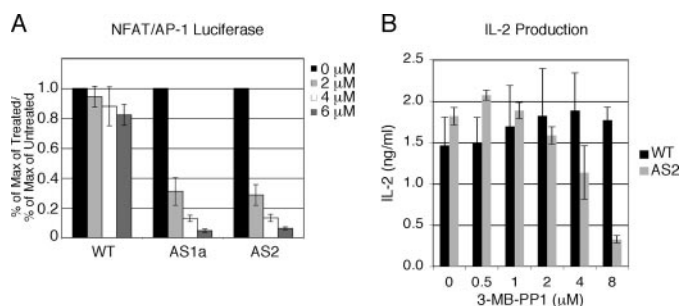 A
NFAT/AP-1 Luciferase
% of Max of Treated/
% of Max of Untreated
1.0
0.8
0.6
0.4
0.2
0
WT AS1a AS2
0 μM
2 μM
4 μM
6 μM
B
IL-2 Production
IL-2 (ng/ml)
2.5
2.0
1.5
1.0
0.5
0.0
0 0.5 1 2 4 8
3-MB-PP1 (μM)
WT
AS2